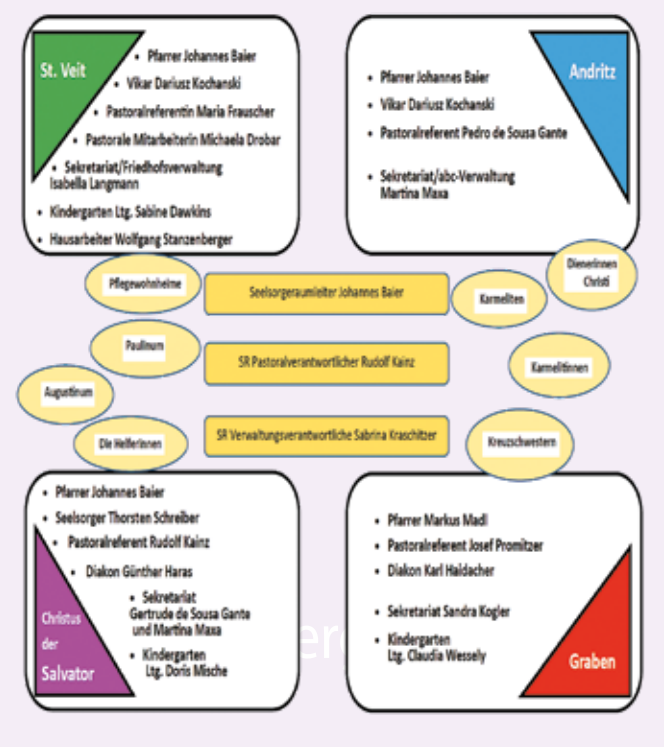 St. Veit
• Pfarrer Johannes Baier
• Vikar Dariusz Kochanski
• Pastoralreferentin Maria Frauscher
• Pastorale Mitarbeiterin Michaela Drobar
• Sekretariat/Friedhofsverwaltung
Isabella Langmann
• Kindergarten Ltg. Sabine Dawkins
• Hausarbeiter Wolfgang Stanzenberger
Andritz
• Pfarrer Johannes Baier
• Vikar Dariusz Kochanski
• Pastoralreferent Pedro de Sousa Gante
• Sekretariat/abc-Verwaltung
Martina Maxa
Pflegewohnheime
Seelsorgeraumleiter Johannes Baier
Karmeliten
Dienerinnen
Christi
Paulinum
SR Pastoralverantwortlicher Rudolf Kainz
Karmelitinnen
Augustinum
Die Helferinnen
SR Verwaltungsverantwortliche Sabrina Kraschitzer
Kreuzschwestern
• Pfarrer Johannes Baier
• Seelsorger Thorsten Schreiber
• Pastoralreferent Rudolf Kainz
• Diakon Günther Haras
• Sekretariat
Gertrude de Sousa Gante
und Martina Maxa
• Kindergarten
Ltg. Doris Mische
Christus
der
Salvator
• Pfarrer Markus Madl
• Pastoralreferent Josef Promitzer
• Diakon Karl Haidacher
• Sekretariat Sandra Kogler
• Kindergarten
Ltg. Claudia Wessely
Graben